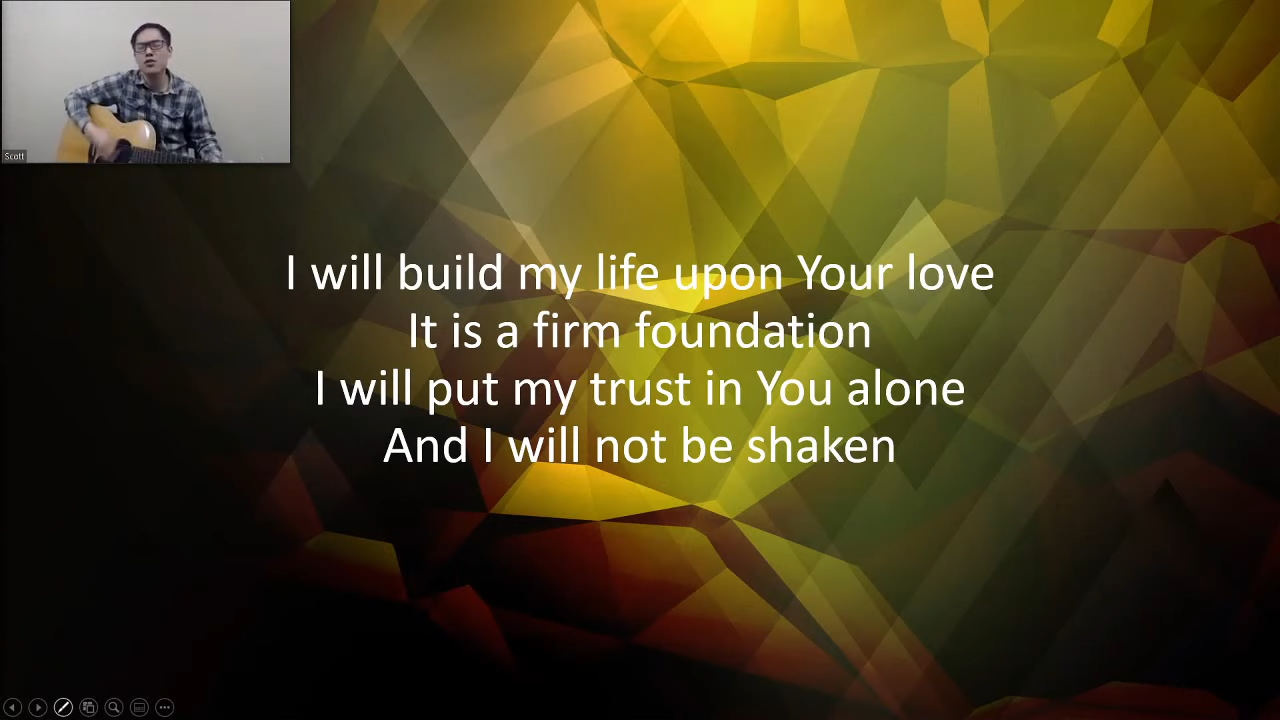 Scott
I will build my life upon Your love
It is a firm foundation
I will put my trust in You alone
And I will not be shaken